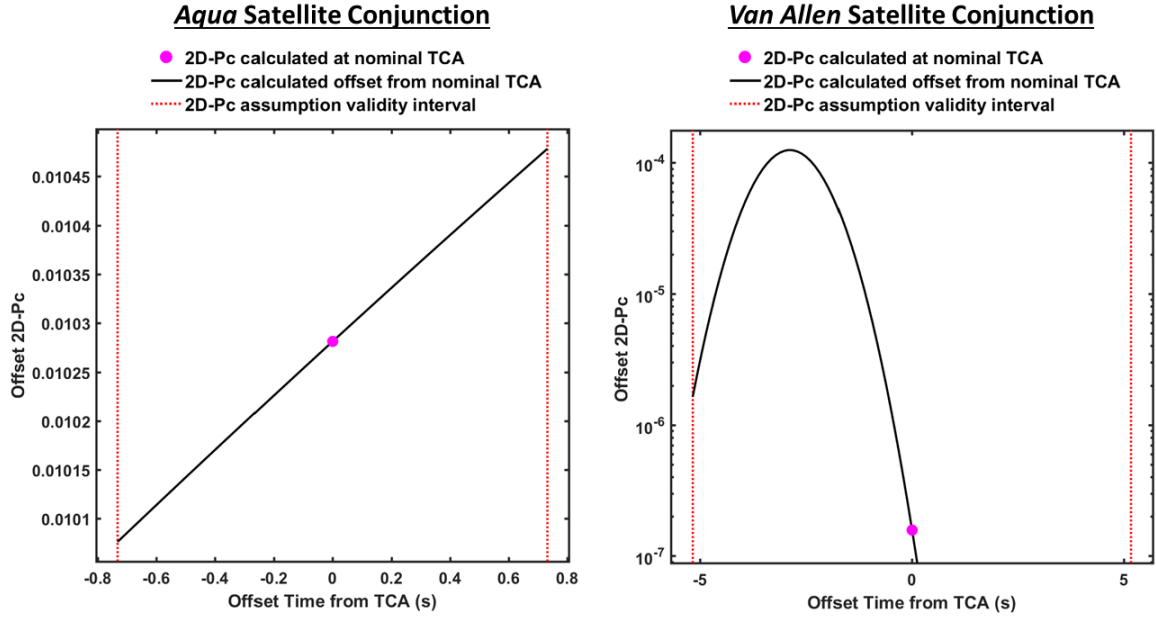 Aqua Satellite Conjunction
2D-Pc calculated at nominal TCA
2D-Pc calculated offset from nominal TCA
2D-Pc assumption validity interval
Offset 2D-Pc
0.01045
0.0104
0.01035
0.0103
0.01025
0.0102
0.01015
0.0101
-0.8 -0.6 -0.4 -0.2 0 0.2 0.4 0.6 0.8
Offset Time from TCA (s)
Van Allen Satellite Conjunction
2D-Pc calculated at nominal TCA
2D-Pc calculated offset from nominal TCA
2D-Pc assumption validity interval
Offset 2D-Pc
10⁻⁴
10⁻⁵
10⁻⁶
10⁻⁷
-5 0 5
Offset Time from TCA (s)